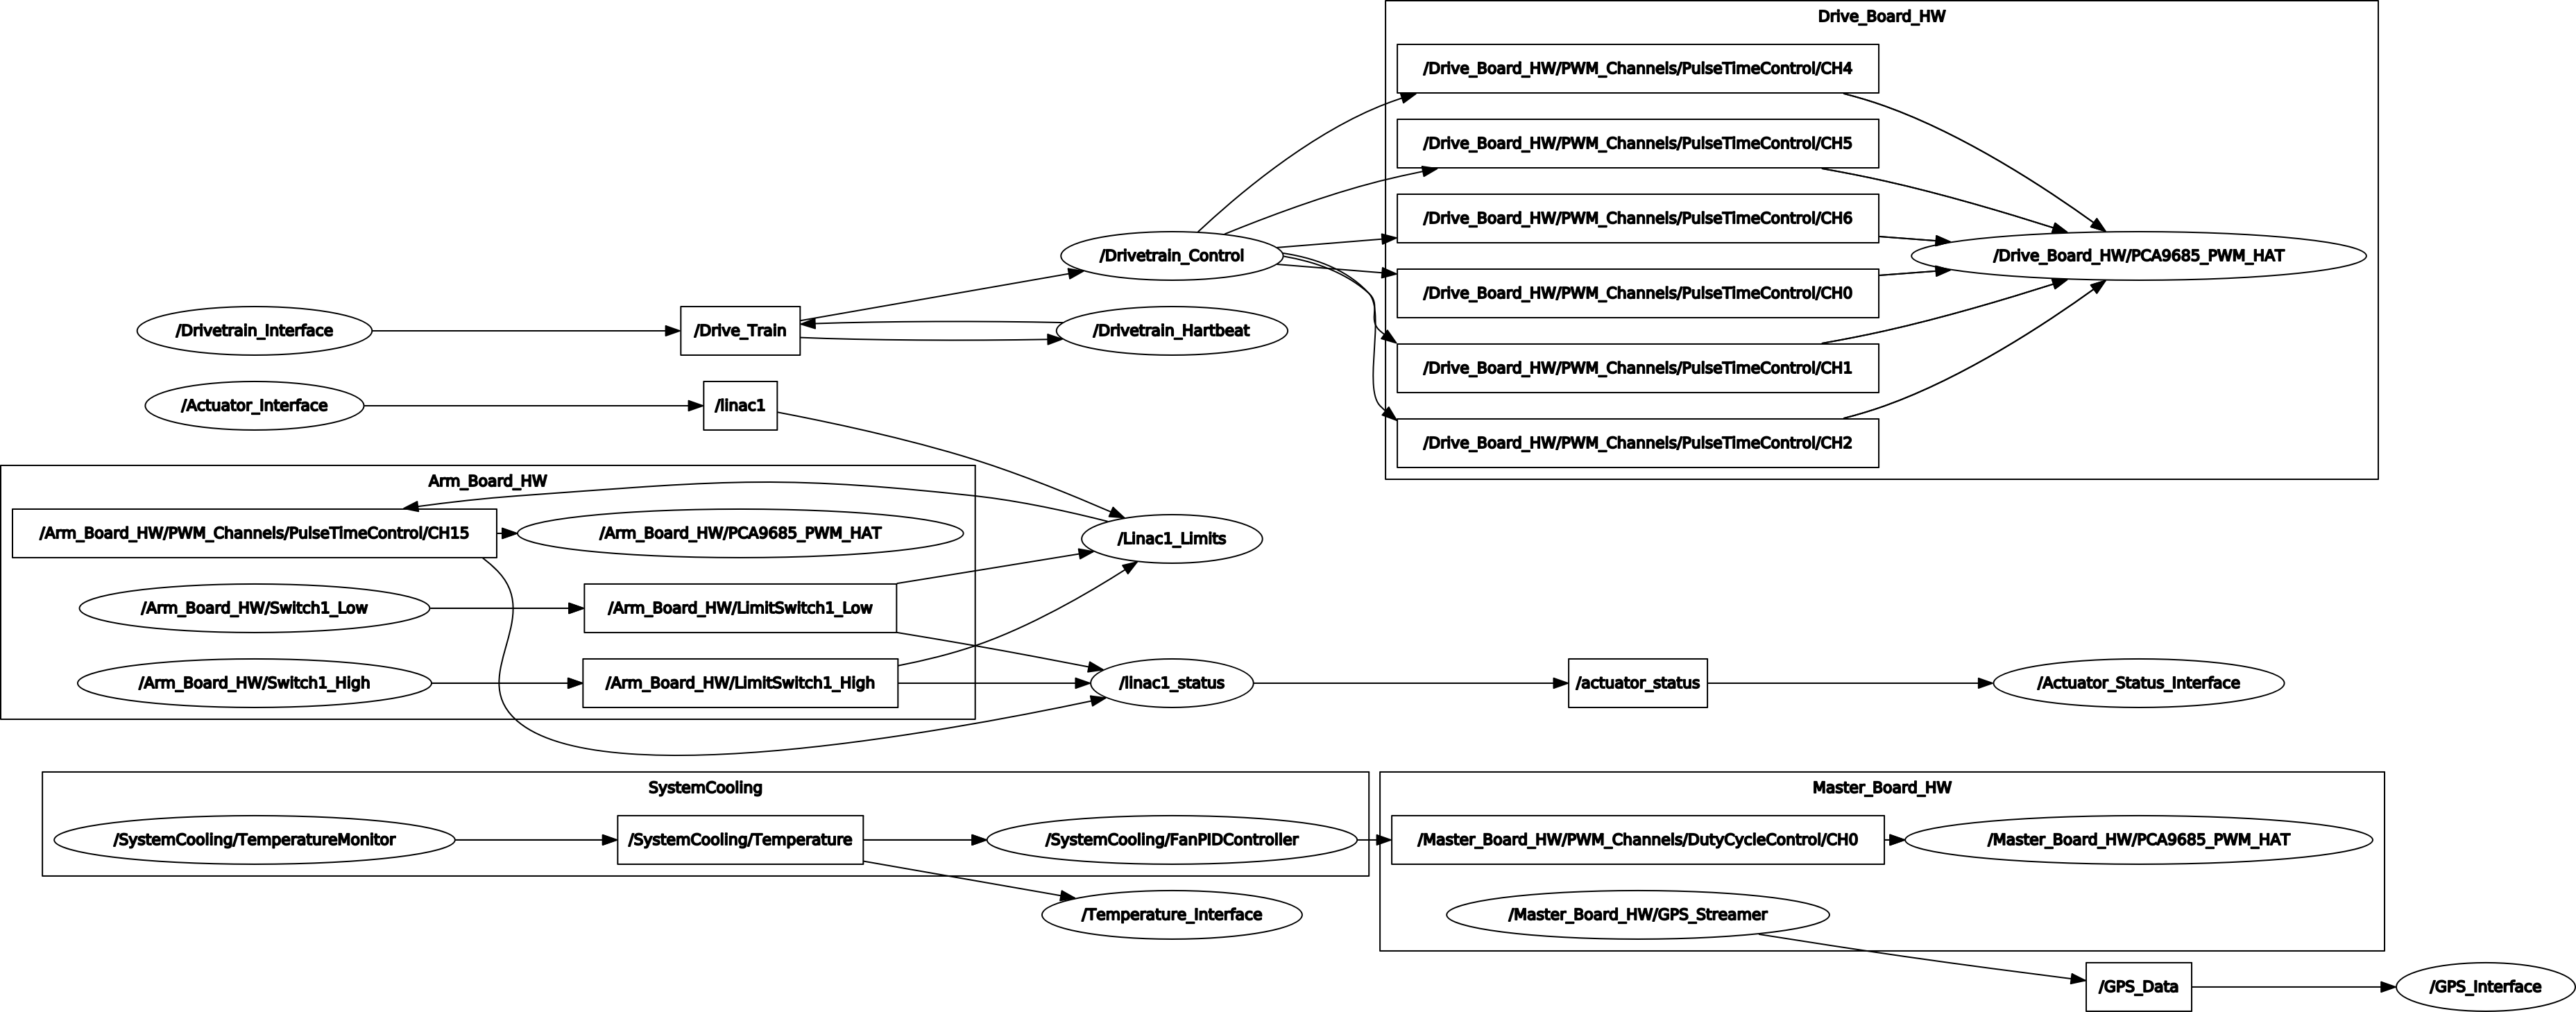 Drive_Board_HW
/Drive_Board_HW/PWM_Channels/PulseTimeControl/CH4
/Drive_Board_HW/PWM_Channels/PulseTimeControl/CH5
/Drive_Board_HW/PWM_Channels/PulseTimeControl/CH6
/Drivetrain_Control
/Drive_Board_HW/PCA9685_PWM_HAT
/Drive_Board_HW/PWM_Channels/PulseTimeControl/CH0
/Drivetrain_Interface
/Drive_Train
/Drivetrain_Hartbeat
/Drive_Board_HW/PWM_Channels/PulseTimeControl/CH1
/Actuator_Interface
/linac1
/Drive_Board_HW/PWM_Channels/PulseTimeControl/CH2
Arm_Board_HW
/Arm_Board_HW/PWM_Channels/PulseTimeControl/CH15
/Arm_Board_HW/PCA9685_PWM_HAT
/Linac1_Limits
/Arm_Board_HW/Switch1_Low
/Arm_Board_HW/LimitSwitch1_Low
/Arm_Board_HW/Switch1_High
/Arm_Board_HW/LimitSwitch1_High
/linac1_status
/actuator_status
/Actuator_Status_Interface
SystemCooling
Master_Board_HW
/SystemCooling/TemperatureMonitor
/SystemCooling/Temperature
/SystemCooling/FanPIDController
/Master_Board_HW/PWM_Channels/DutyCycleControl/CH0
/Master_Board_HW/PCA9685_PWM_HAT
/Temperature_Interface
/Master_Board_HW/GPS_Streamer
/GPS_Data
/GPS_Interface